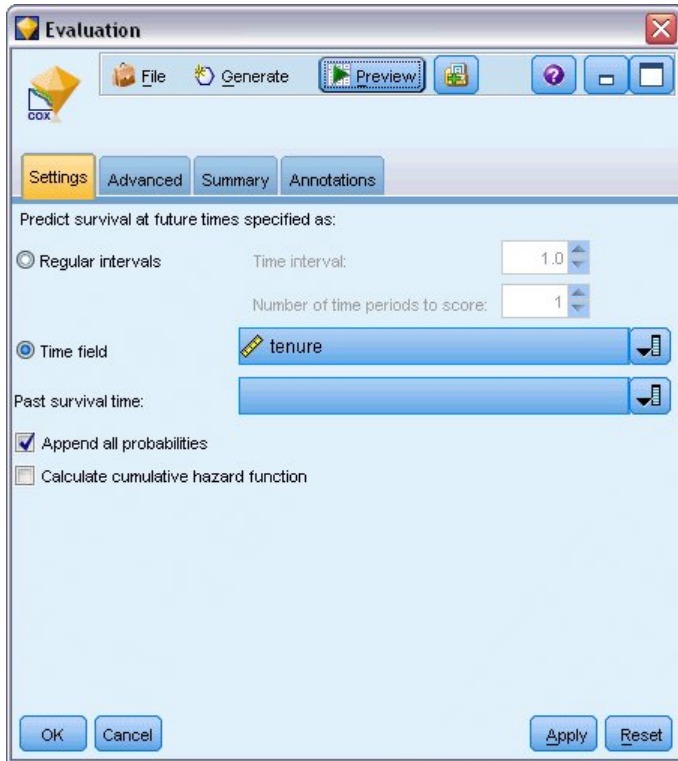 Evaluation
File Generate Preview
COX
Settings Advanced Summary Annotations
Predict survival at future times specified as:
Regular intervals Time interval: 1.0
Number of time periods to score: 1
Time field tenure
Past survival time:
Append all probabilities
Calculate cumulative hazard function
OK Cancel Apply Reset